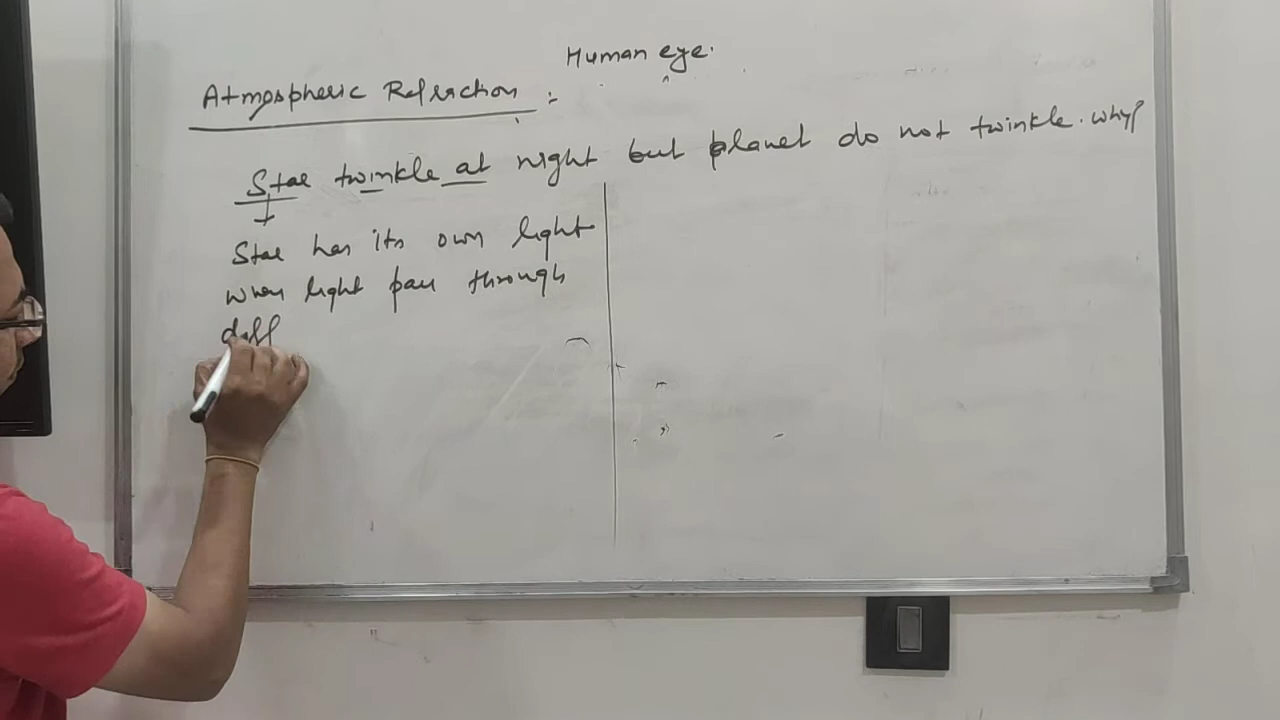 Human eye.
Atmospheric Refraction :-
Star twinkle at night but planet do not twinkle. Why?
Star has its own light
when light pass through
diff